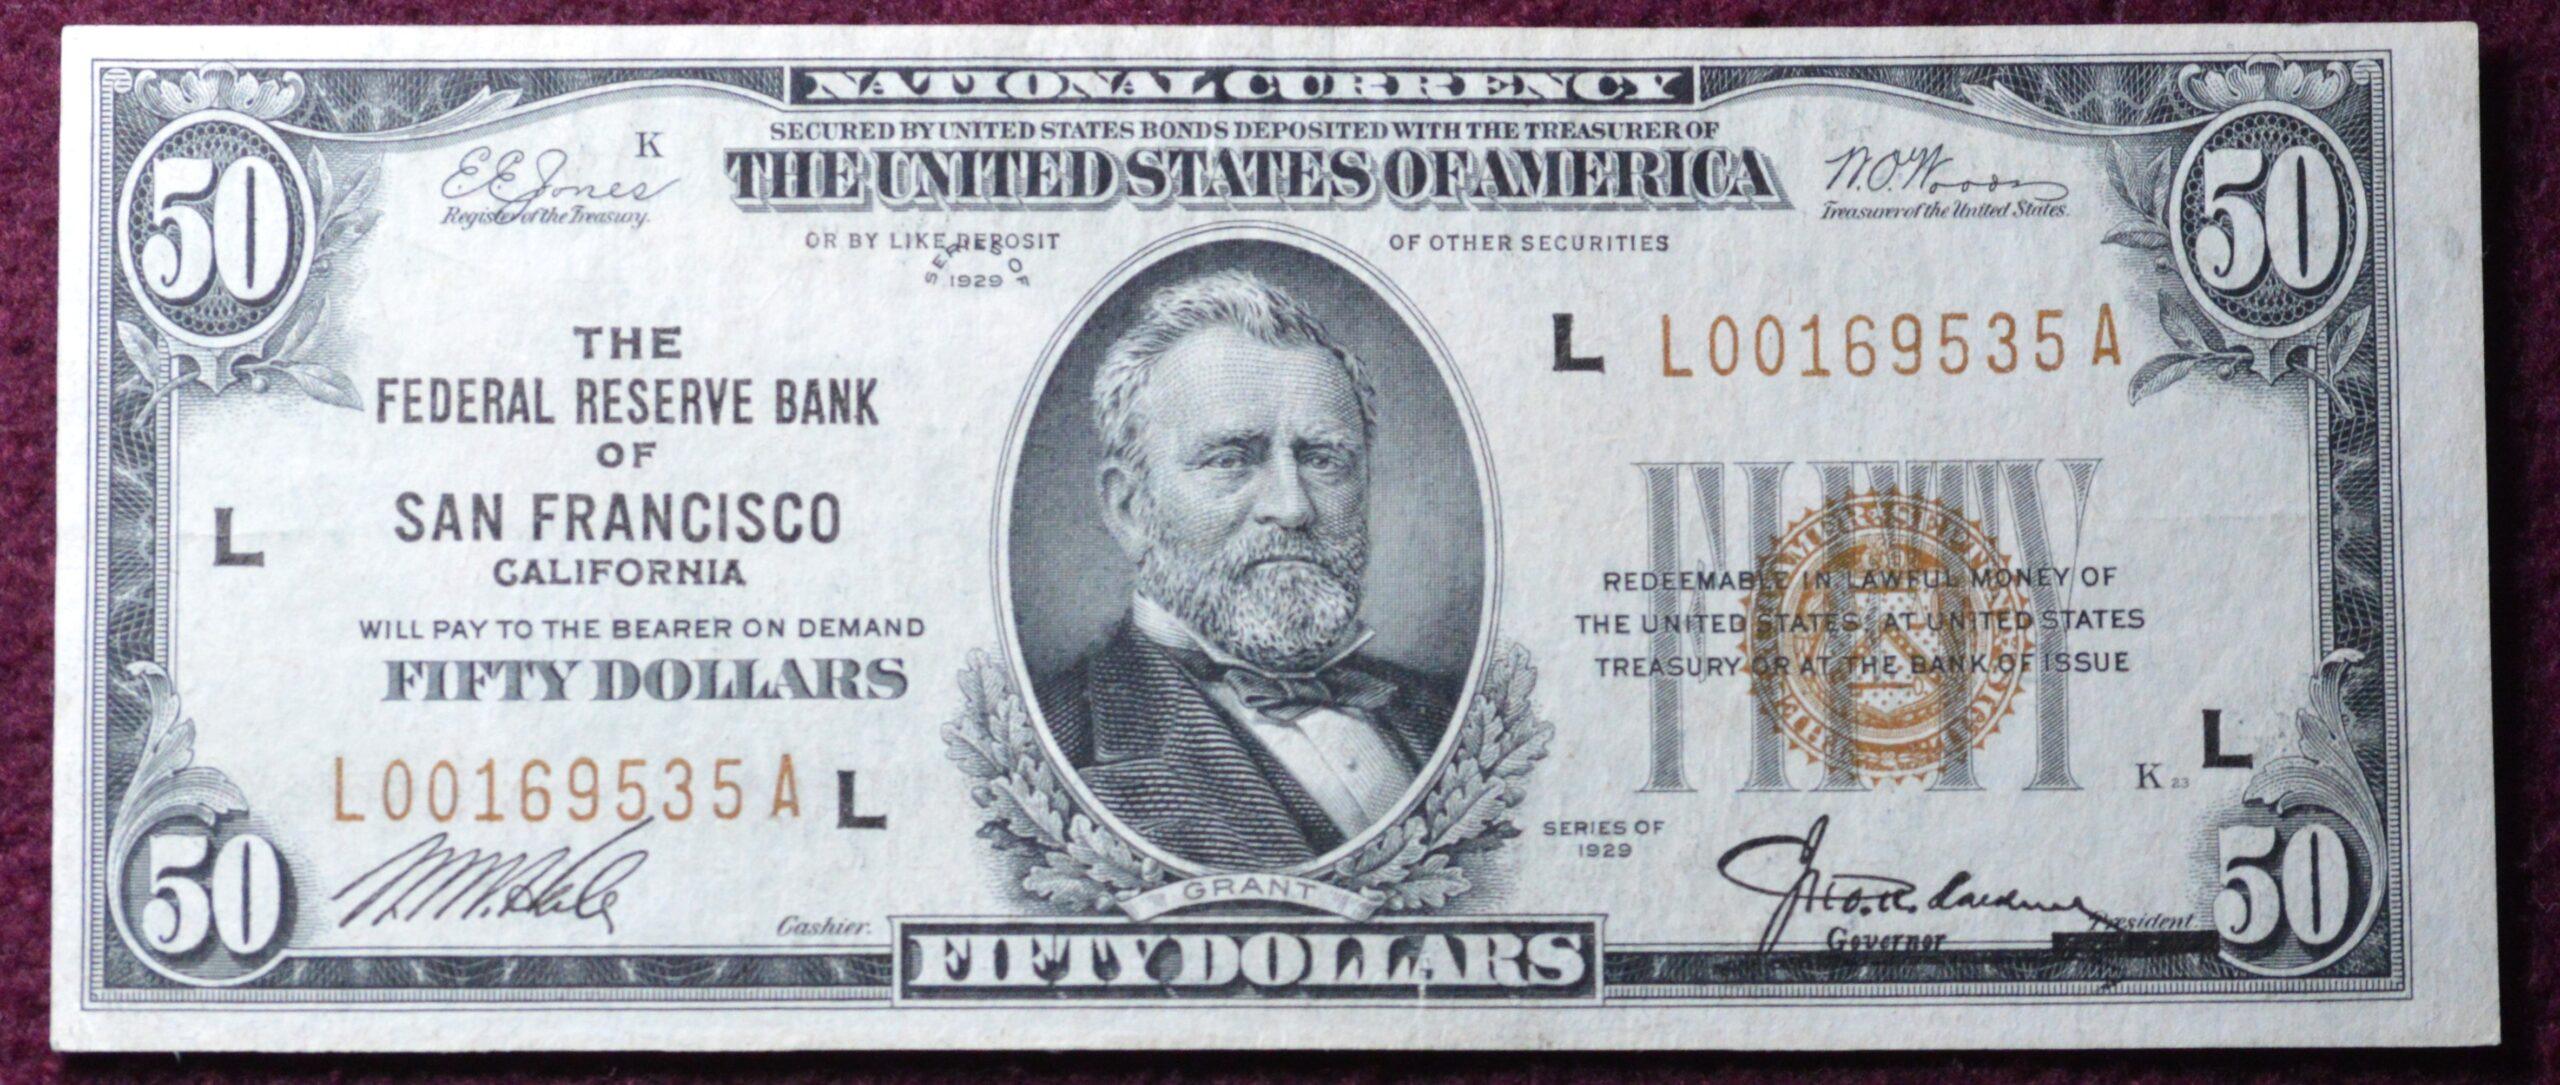 NATIONAL CURRENCY
SECURED BY UNITED STATES BONDS DEPOSITED WITH THE TREASURER OF
THE UNITED STATES OF AMERICA
OR BY LIKE DEPOSIT OF OTHER SECURITIES
SERIES OF
1929
50
50
K
E.E. Jones
Register of the Treasury.
W.O. Woods
Treasurer of the United States.
THE
FEDERAL RESERVE BANK
OF
SAN FRANCISCO
CALIFORNIA
WILL PAY TO THE BEARER ON DEMAND
FIFTY DOLLARS
L
L00169535A
L
Cashier.
50
GRANT
FIFTY DOLLARS
L
L00169535A
FIFTY
REDEEMABLE IN LAWFUL MONEY OF
THE UNITED STATES AT UNITED STATES
TREASURY OR AT THE BANK OF ISSUE
L
K 23
SERIES OF
1929
President.
Governor
50